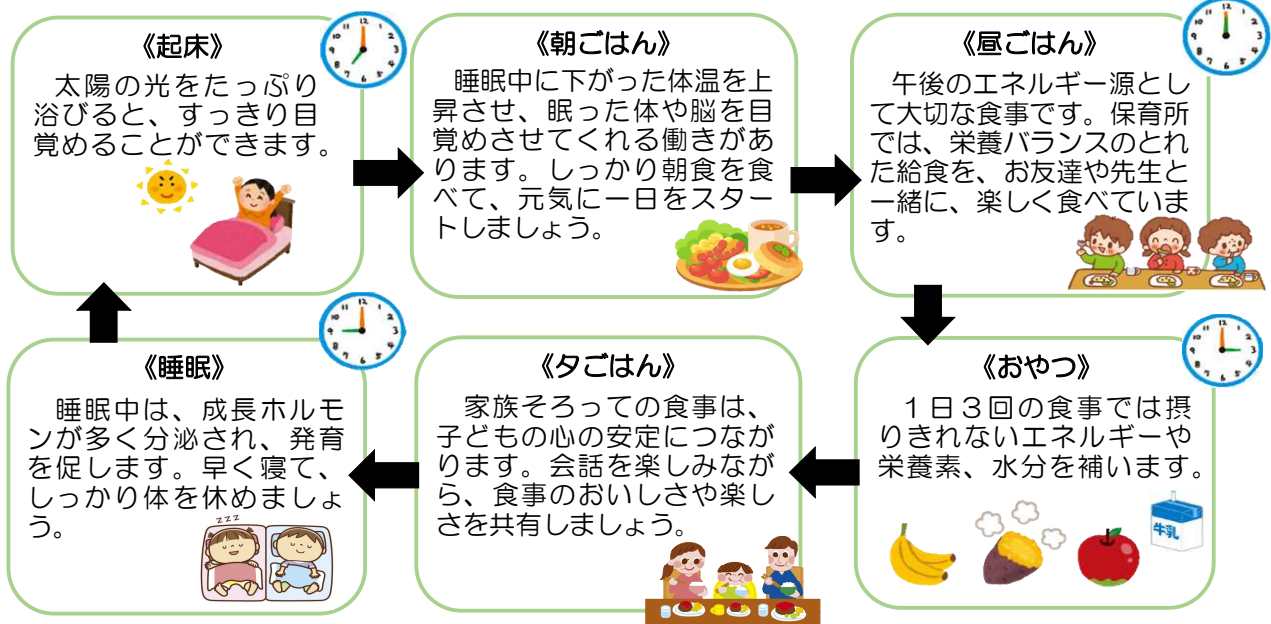 《起床》
太陽の光をたっぷり
浴びると、すっきり目
覚めることができます。
《朝ごはん》
睡眠中に下がった体温を上
昇させ、眠った体や脳を目
覚めさせてくれる働きがあ
ります。しっかり朝食を食
べて、元気に一日をスター
トしましょう。
《昼ごはん》
午後のエネルギー源とし
て大切な食事です。保育所
では、栄養バランスのとれ
た給食を、お友達や先生と
一緒に、楽しく食べていま
す。
《おやつ》
1日3回の食事では摂
りきれないエネルギーや
栄養素、水分を補います。
牛乳
《夕ごはん》
家族そろっての食事は、
子どもの心の安定につなが
ります。会話を楽しみなが
ら、食事のおいしさや楽し
さを共有しましょう。
《睡眠》
睡眠中は、成長ホルモ
ンが多く分泌され、発育
を促します。早く寝て、
しっかり体を休めましょ
う。
zzz